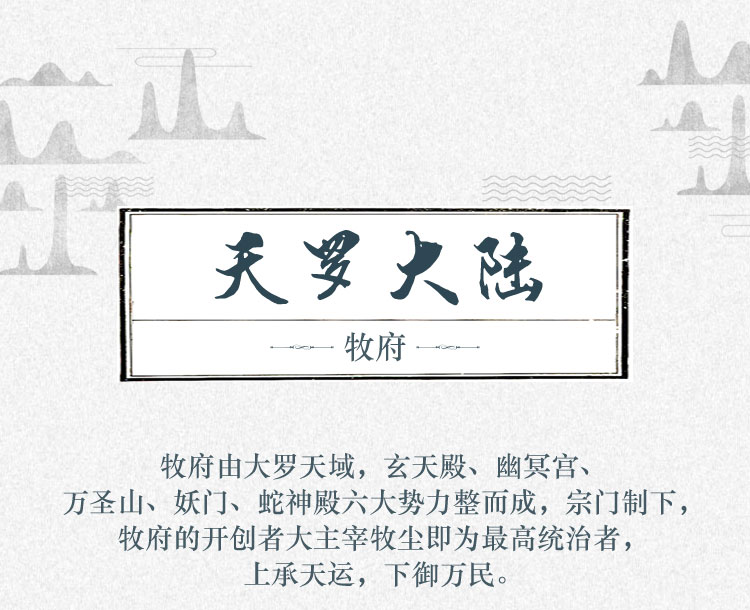 天罗大陆
牧府
牧府由大罗天域，玄天殿、幽冥宫、
万圣山、妖门、蛇神殿六大势力整而成，宗门制下，
牧府的开创者大主宰牧尘即为最高统治者，
上承天运，下御万民。